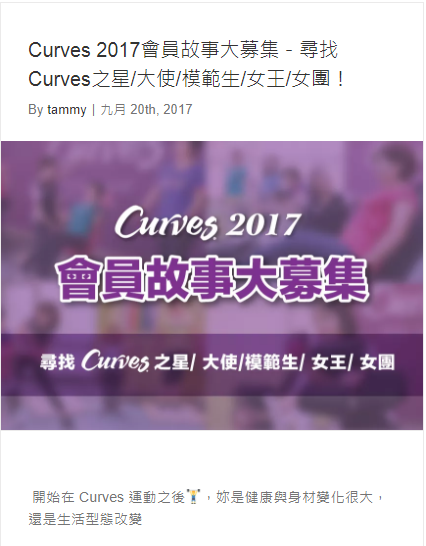 Curves 2017會員故事大募集 - 尋找
Curves之星/大使/模範生/女王/女團！
By tammy | 九月 20th, 2017
Curves 2017
會員故事大募集
尋找 Curves 之星/ 大使/模範生/ 女王/ 女團
開始在 Curves 運動之後🏋️，妳是健康與身材變化很大，
還是生活型態改變